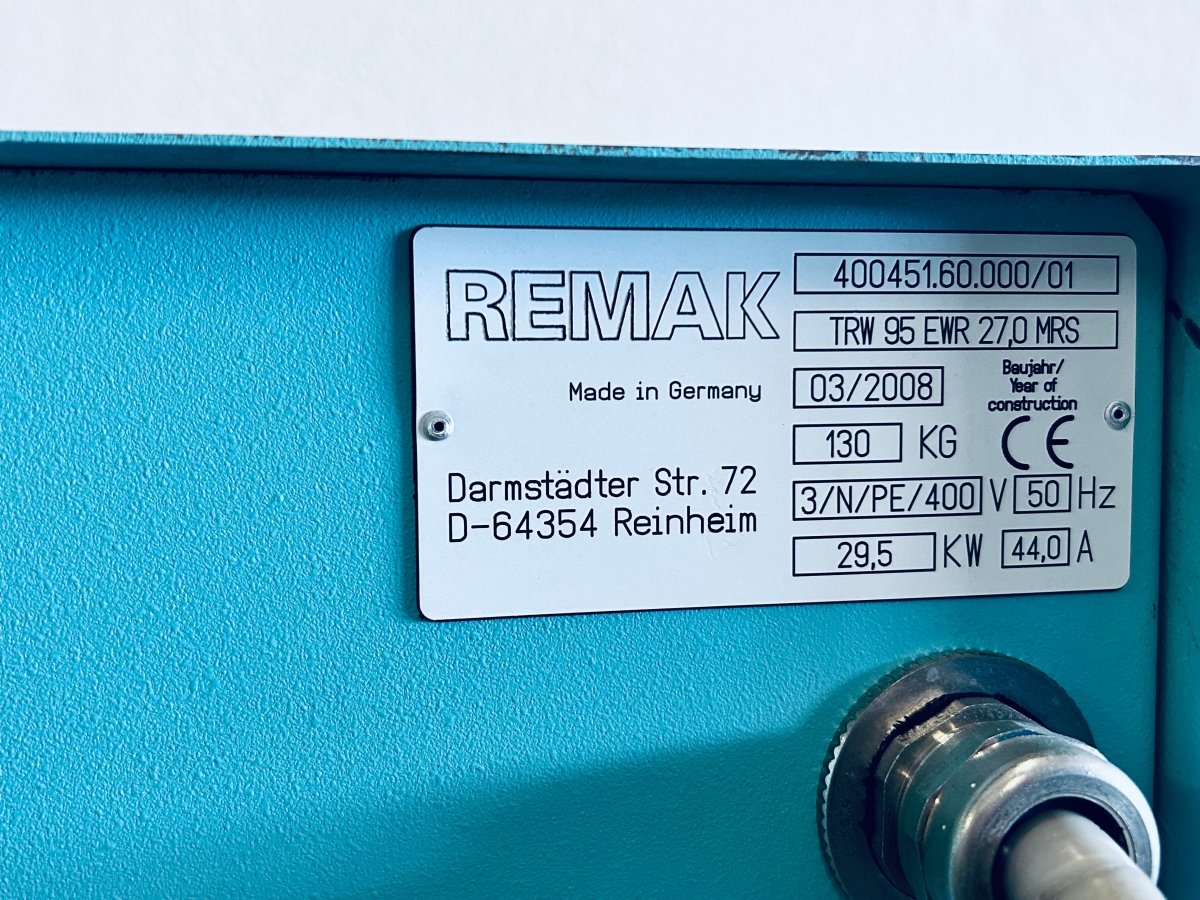 REMAK
400451.60.000/01
TRW 95 EWR 27,0 MRS
Made in Germany
03/2008
Baujahr/
Year of
construction
130 KG
CE
Darmstädter Str. 72
D-64354 Reinheim
3/N/PE/400 V 50 Hz
29,5 KW 44,0 A